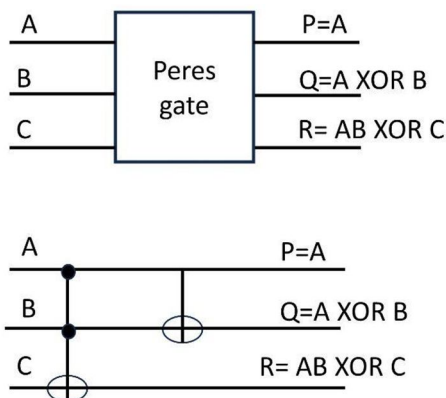 A
P=A
Peres
gate
B
Q=A XOR B
C
R= AB XOR C
A
P=A
B
Q=A XOR B
C
R= AB XOR C